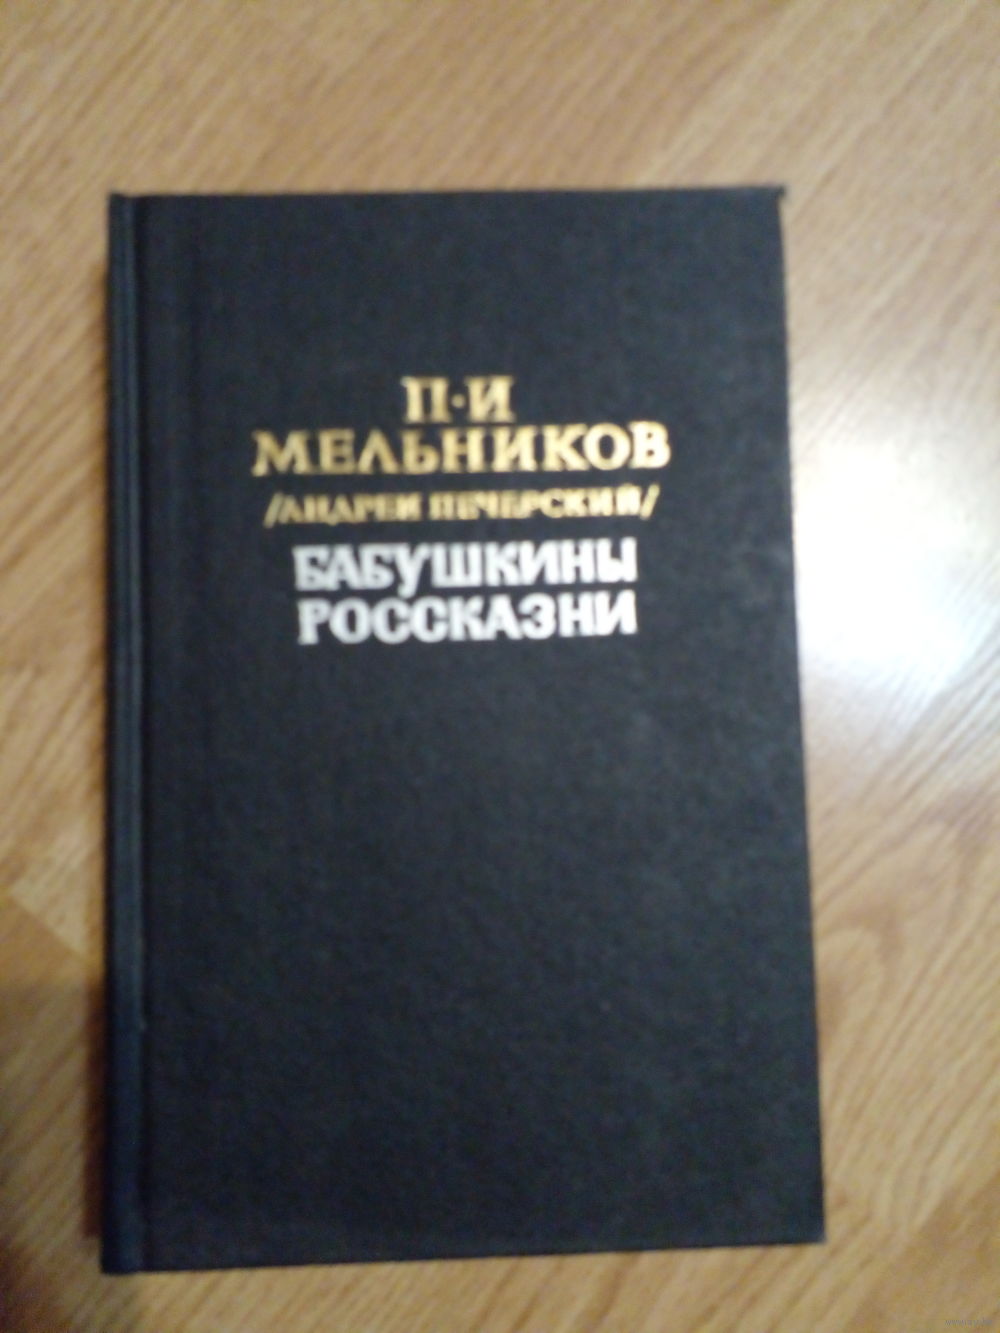 П·И
МЕЛЬНИКОВ
/АНДРЕЙ ПЕЧЕРСКИЙ/
БАБУШКИНЫ
РОССКАЗНИ